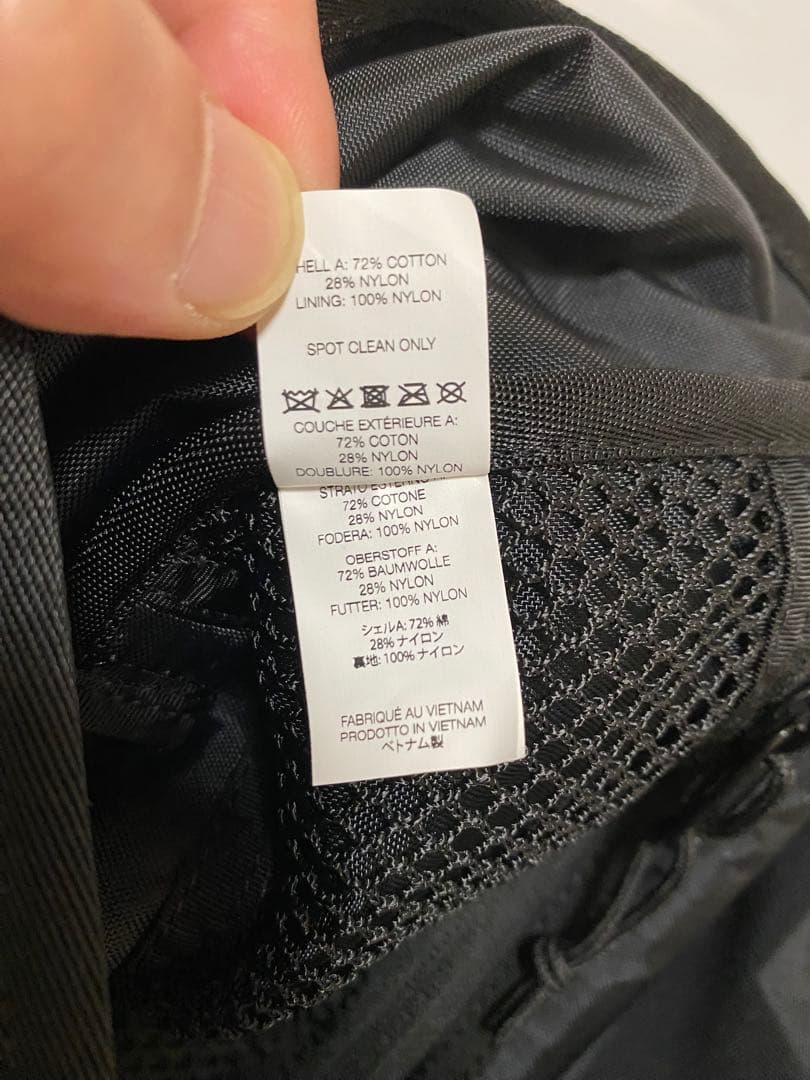 HELL A: 72% COTTON
28% NYLON
LINING: 100% NYLON
SPOT CLEAN ONLY
COUCHE EXTÉRIEURE A:
72% COTON
28% NYLON
DOUBLURE: 100% NYLON
STRATO ESTERNO A:
72% COTONE
28% NYLON
FODERA: 100% NYLON
OBERSTOFF A:
72% BAUMWOLLE
28% NYLON
FUTTER: 100% NYLON
シェルA: 72% 綿
28% ナイロン
裏地: 100% ナイロン
FABRIQUÉ AU VIETNAM
PRODOTTO IN VIETNAM
ベトナム製